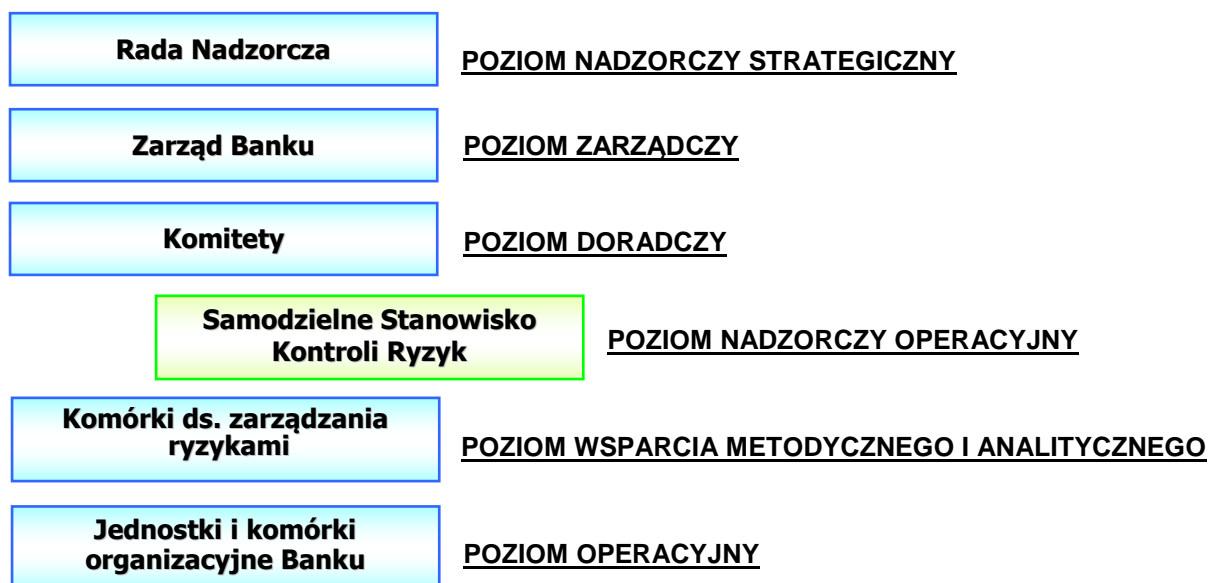 Rada Nadzorcza
POZIOM NADZORCZY STRATEGICZNY
Zarząd Banku
POZIOM ZARZĄDCZY
Komitety
POZIOM DORADCZY
Samodzielne Stanowisko
Kontroli Ryzyk
POZIOM NADZORCZY OPERACYJNY
Komórki ds. zarządzania
ryzykami
POZIOM WSPARCIA METODYCZNEGO I ANALITYCZNEGO
Jednostki i komórki
organizacyjne Banku
POZIOM OPERACYJNY